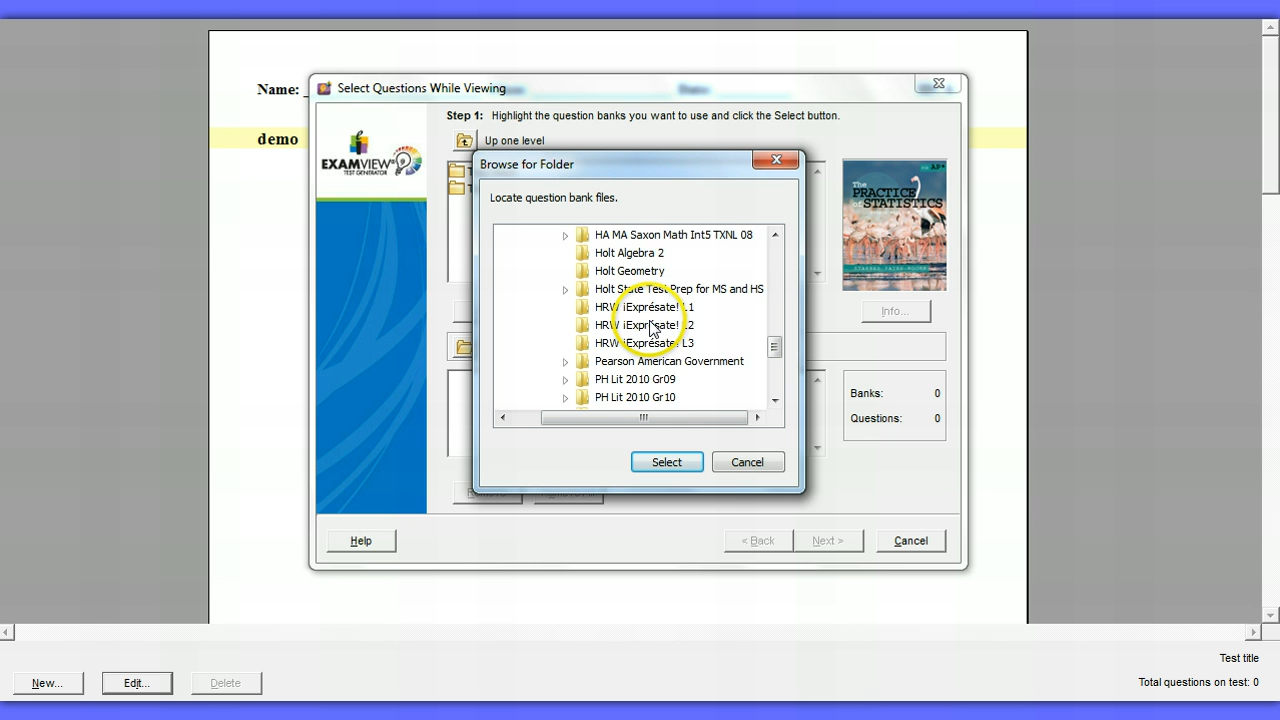 Name:
Select Questions While Viewing
Step 1: Highlight the question banks you want to use and click the Select button.
demo
EXAMVIEW
TEST GENERATOR
Up one level
Browse for Folder
Locate question bank files.
HA MA Saxon Math Int5 TXNL 08
Holt Algebra 2
Holt Geometry
Holt State Test Prep for MS and HS
HRW ¡Exprésate! L1
HRW ¡Exprésate! L2
HRW ¡Exprésate! L3
Pearson American Government
PH Lit 2010 Gr09
PH Lit 2010 Gr10
Select
Cancel
The
PRACTICE
of STATISTICS
Info...
Banks: 0
Questions: 0
Help
< Back
Next >
Cancel
Test title
New...
Edit...
Delete
Total questions on test: 0